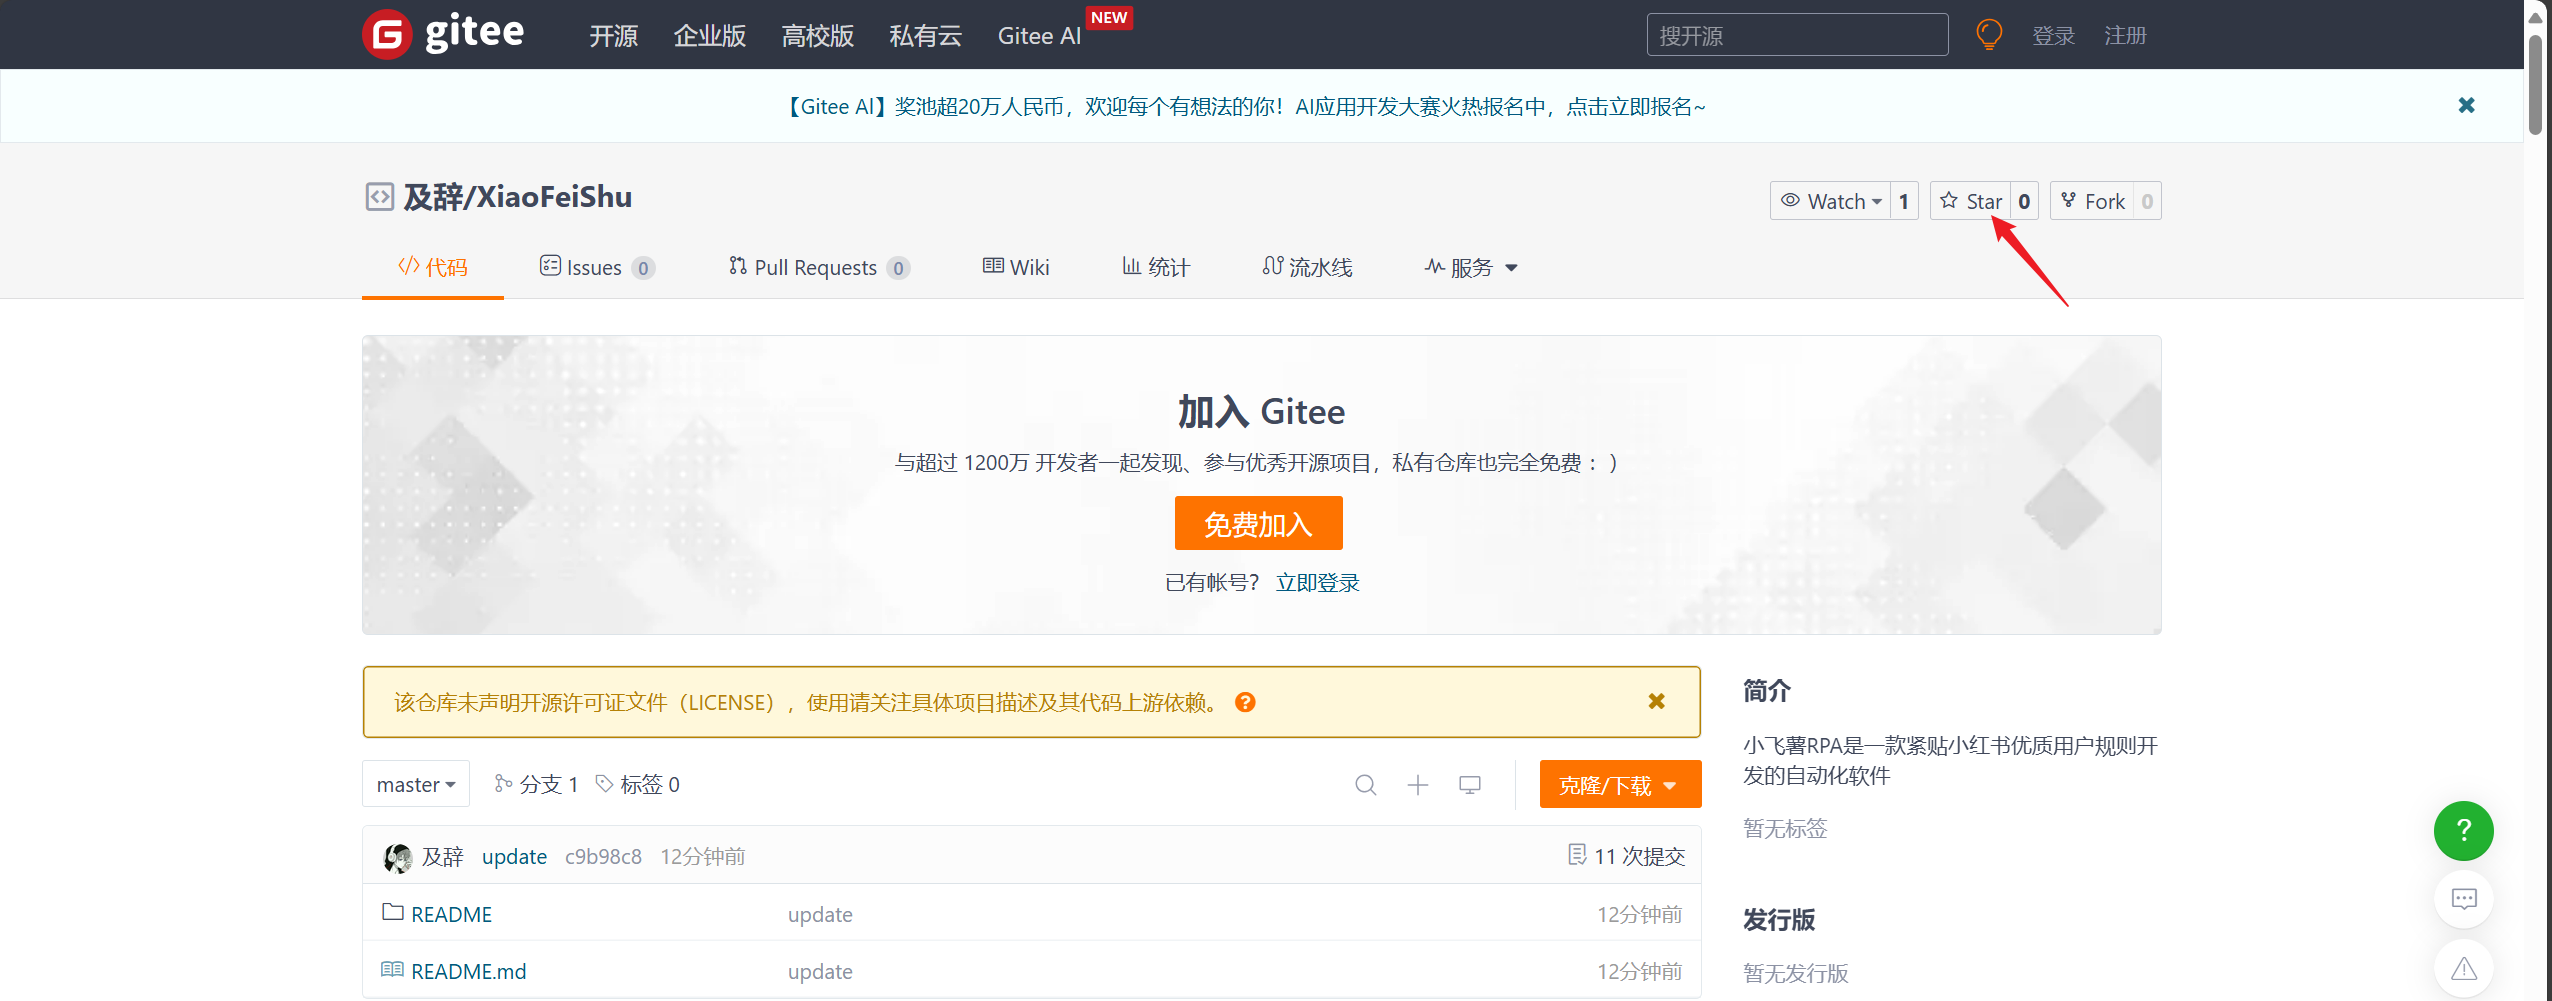 gitee 开源 企业版 高校版 私有云 Gitee AI NEW 搜开源 登录 注册
【Gitee AI】奖池超20万人民币，欢迎每个有想法的你！AI应用开发大赛火热报名中，点击立即报名~
及辞/XiaoFeiShu Watch 1 Star 0 Fork 0
代码 Issues 0 Pull Requests 0 Wiki 统计 流水线 服务
加入 Gitee
与超过 1200万 开发者一起发现、参与优秀开源项目，私有仓库也完全免费：）
免费加入
已有帐号？ 立即登录
该仓库未声明开源许可证文件（LICENSE），使用请关注具体项目描述及其代码上游依赖。
master 分支 1 标签 0 克隆/下载
及辞 update c9b98c8 12分钟前 11 次提交
README update 12分钟前
README.md update 12分钟前
简介
小飞薯RPA是一款紧贴小红书优质用户规则开
发的自动化软件
暂无标签
发行版
暂无发行版